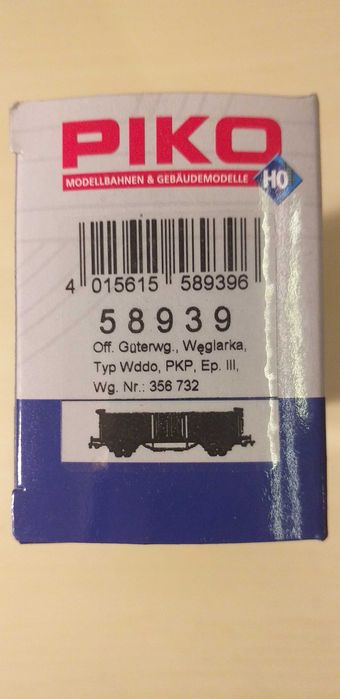 PIKO
MODELLBAHNEN & GEBÄUDEMODELLE H0
4 015615 589396
58939
Off. Güterwg., Węglarka,
Typ Wddo, PKP, Ep. III,
Wg. Nr.: 356 732